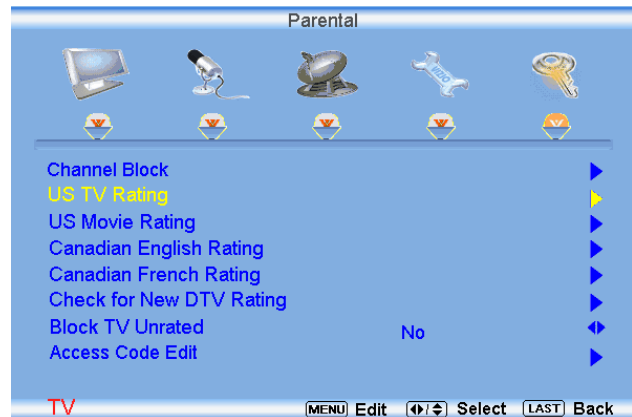 Parental
VIZIO
Channel Block
US TV Rating
US Movie Rating
Canadian English Rating
Canadian French Rating
Check for New DTV Rating
Block TV Unrated No
Access Code Edit
TV MENU Edit Select LAST Back